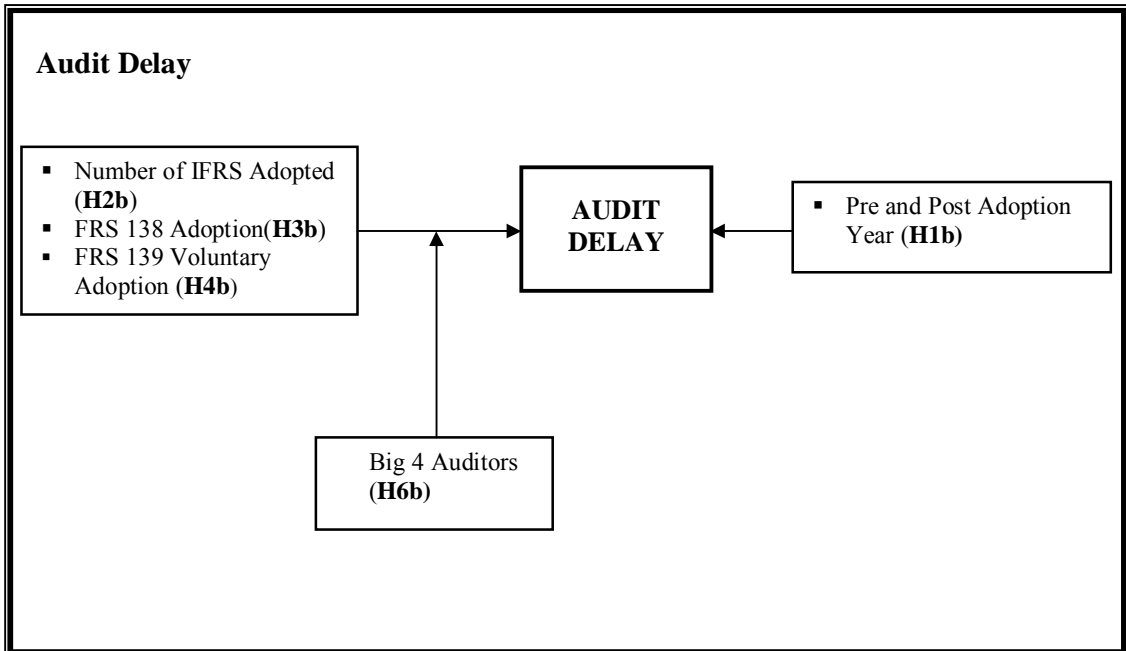 Audit Delay
▪ Number of IFRS Adopted
(H2b)
▪ FRS 138 Adoption(H3b)
▪ FRS 139 Voluntary
Adoption (H4b)
AUDIT
DELAY
▪ Pre and Post Adoption
Year (H1b)
Big 4 Auditors
(H6b)